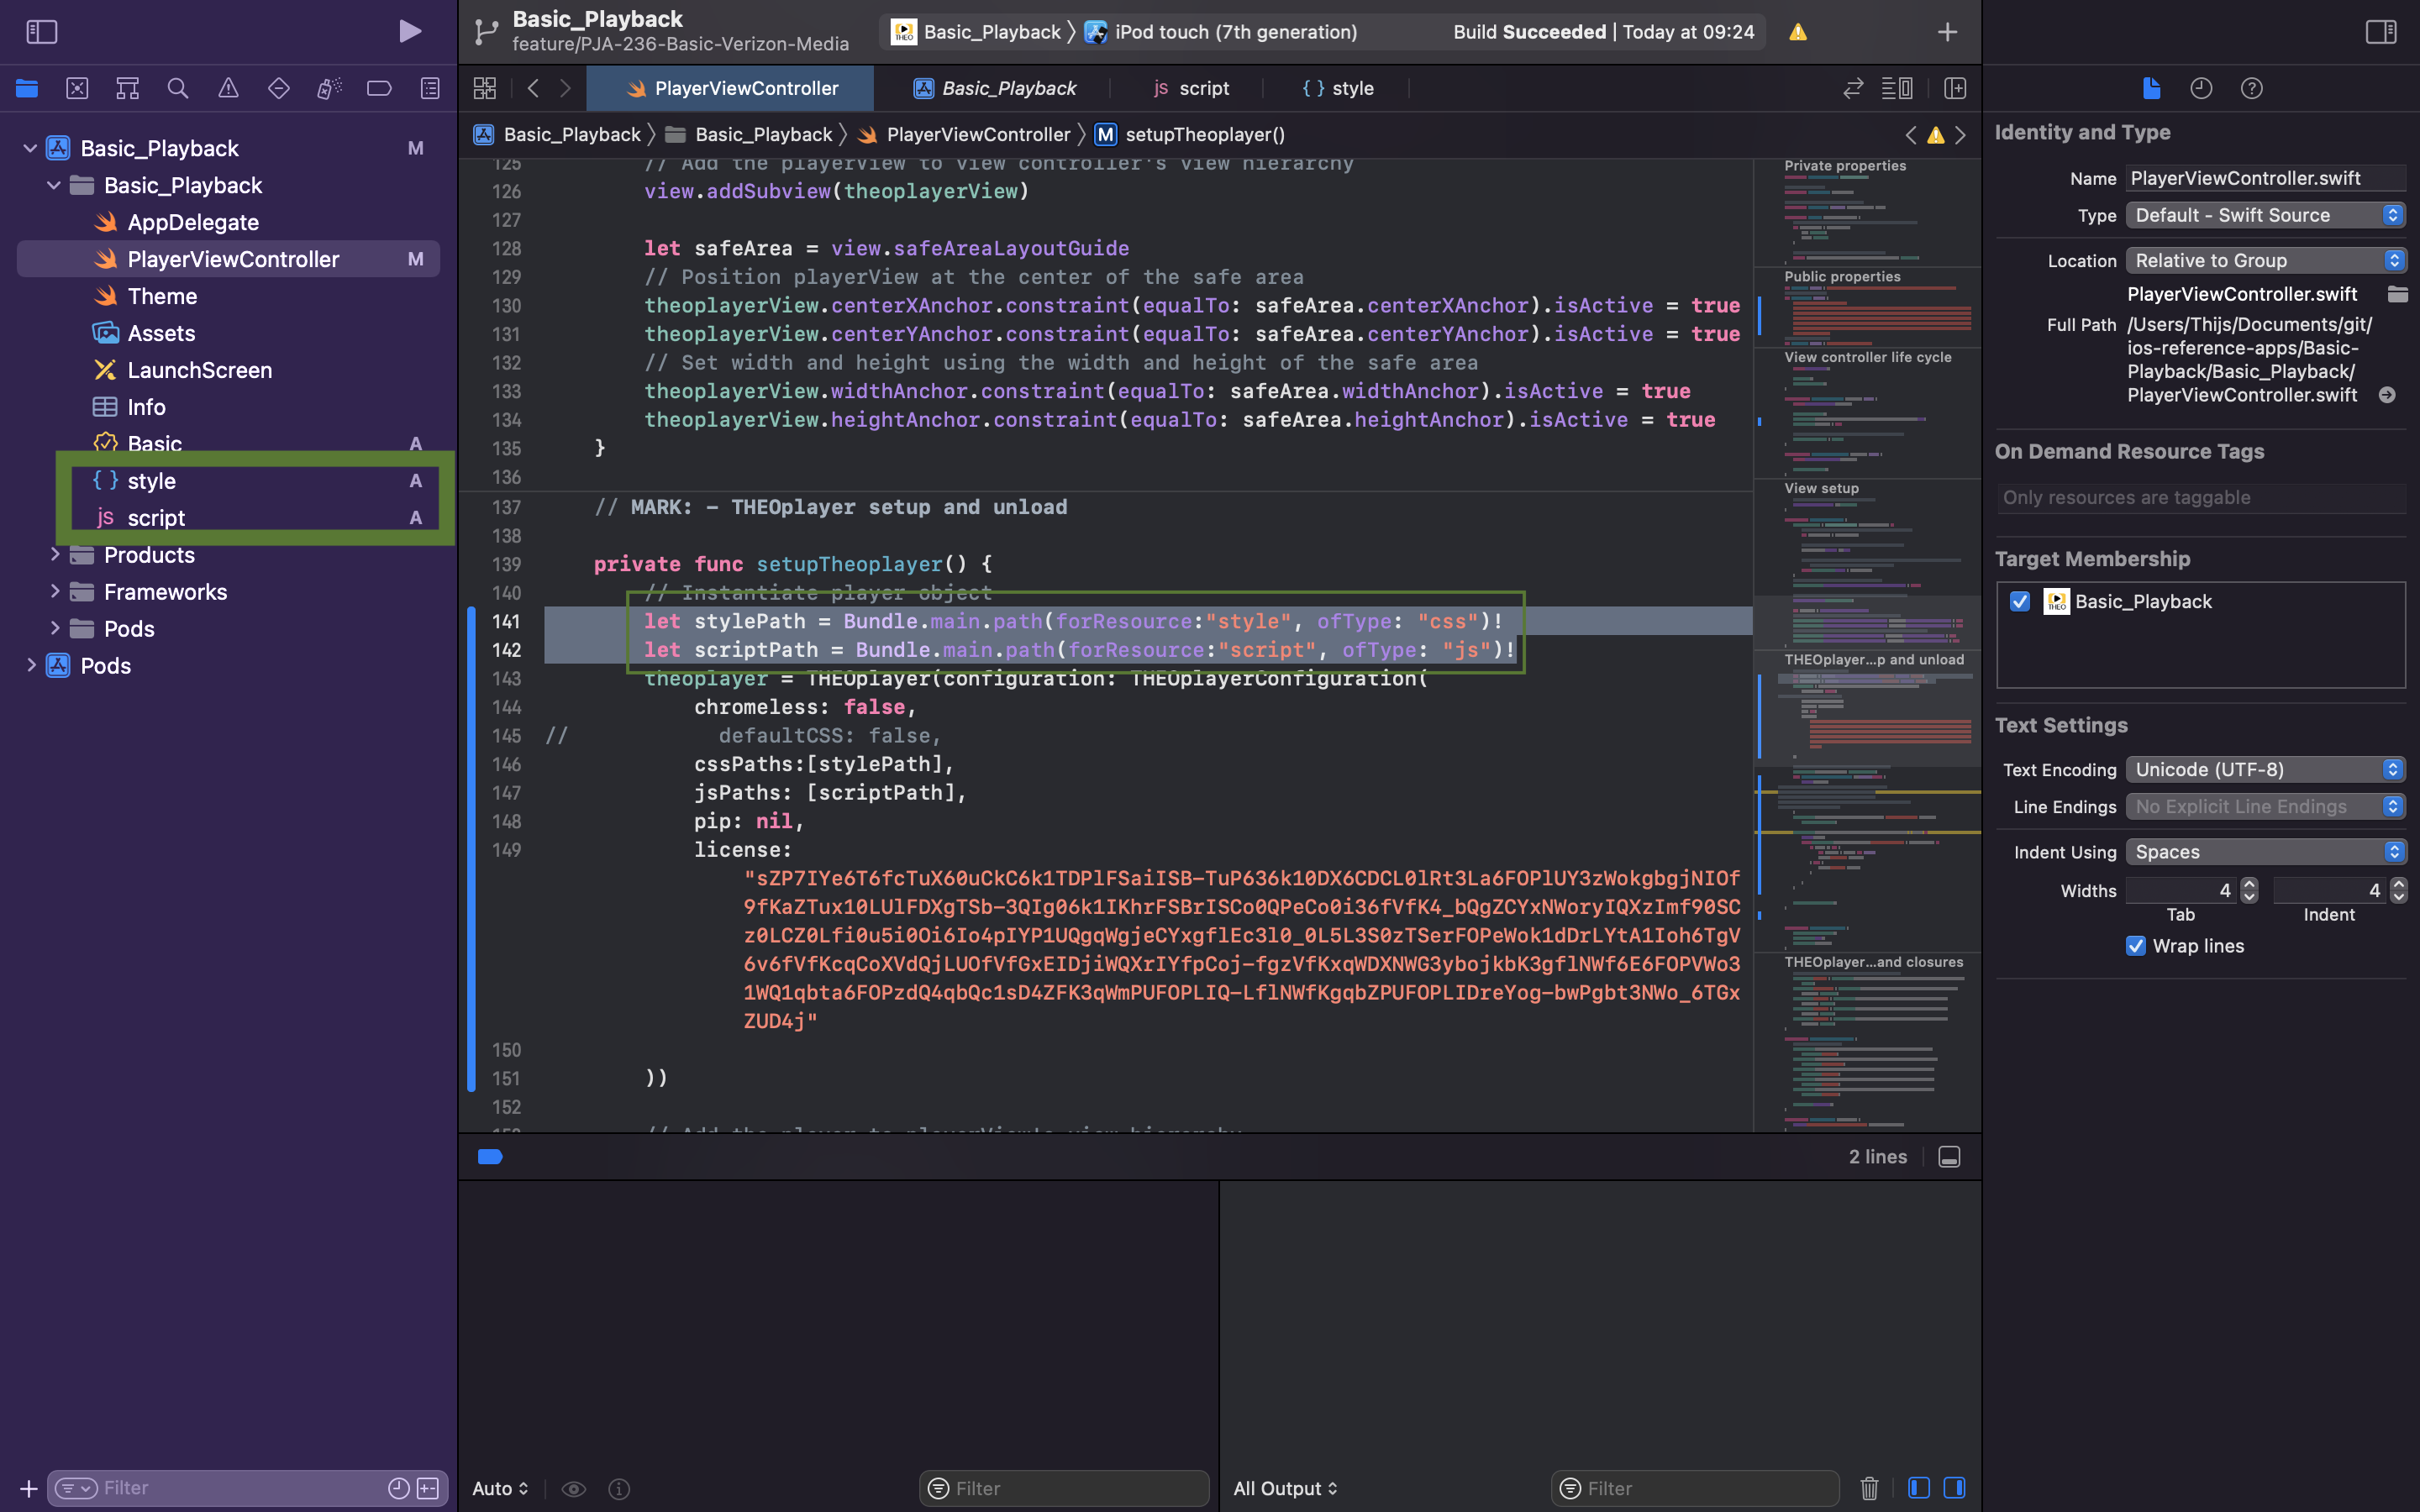 Basic_Playback
feature/PJA-236-Basic-Verizon-Media
Basic_Playback
iPod touch (7th generation)
Build Succeeded | Today at 09:24
PlayerViewController
Basic_Playback
script
style
Basic_Playback
Basic_Playback
PlayerViewController
M setupTheoplayer()
Basic_Playback M
Basic_Playback
AppDelegate
PlayerViewController M
Theme
Assets
LaunchScreen
Info
Basic A
{ } style A
js script A
Products
Frameworks
Pods
Pods
Filter
125 // Add the playerView to view controller's view hierarchy
126 view.addSubview(theoplayerView)
127
128 let safeArea = view.safeAreaLayoutGuide
129 // Position playerView at the center of the safe area
130 theoplayerView.centerXAnchor.constraint(equalTo: safeArea.centerXAnchor).isActive = true
131 theoplayerView.centerYAnchor.constraint(equalTo: safeArea.centerYAnchor).isActive = true
132 // Set width and height using the width and height of the safe area
133 theoplayerView.widthAnchor.constraint(equalTo: safeArea.widthAnchor).isActive = true
134 theoplayerView.heightAnchor.constraint(equalTo: safeArea.heightAnchor).isActive = true
135 }
136
137 // MARK: - THEOplayer setup and unload
138
139 private func setupTheoplayer() {
140 // Instantiate player object
141 let stylePath = Bundle.main.path(forResource:"style", ofType: "css")!
142 let scriptPath = Bundle.main.path(forResource:"script", ofType: "js")!
143 theoplayer = THEOplayer(configuration: THEOplayerConfiguration(
144 chromeless: false,
145 // defaultCSS: false,
146 cssPaths:[stylePath],
147 jsPaths: [scriptPath],
148 pip: nil,
149 license:
"sZP7IYe6T6fcTuX60uCkC6k1TDPlFSaiISB-TuP636k10DX6CDCL0lRt3La6FOPlUY3zWokgbgjNIOf
9fKaZTux10LUlFDXgTSb-3QIg06k1IKhrFSBrISCo0QPeCo0i36fVfK4_bQgZCYxNWoryIQXzImf90SC
z0LCZ0Lfi0u5i0Oi6Io4pIYP1UQgqWgjeCYxgflEc3l0_0L5L3S0zTSerFOPeWok1dDrLYtA1Ioh6TgV
6v6fVfKcqCoXVdQjLUOfVfGxEIDjiWQXrIYfpCoj-fgzVfKxqWDXNWG3ybojkbK3gflNWf6E6FOPVWo3
1WQ1qbta6FOPzdQ4qbQc1sD4ZFK3qWmPUFOPLIQ-LflNWfKgqbZPUFOPLIDreYog-bwPgbt3NWo_6TGx
ZUD4j"
150
151 ))
152
// Add the player to playerView's view hierarchy
Private properties
Public properties
View controller life cycle
View setup
THEOplayer...p and unload
THEOplayer...and closures
2 lines
Auto
Filter
All Output
Filter
Identity and Type
Name PlayerViewController.swift
Type Default - Swift Source
Location Relative to Group
PlayerViewController.swift
Full Path /Users/Thijs/Documents/git/
ios-reference-apps/Basic-
Playback/Basic_Playback/
PlayerViewController.swift
On Demand Resource Tags
Only resources are taggable
Target Membership
Basic_Playback
Text Settings
Text Encoding Unicode (UTF-8)
Line Endings No Explicit Line Endings
Indent Using Spaces
Widths 4 4
Tab Indent
Wrap lines